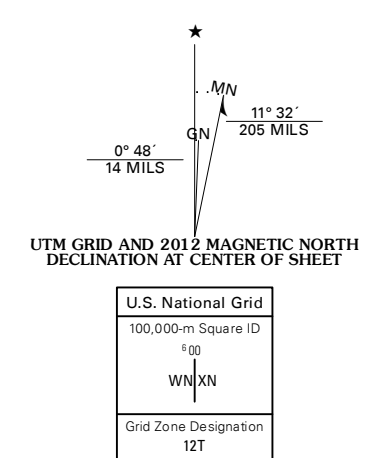 ★
MN
11° 32´
205 MILS
GN
0° 48´
14 MILS
UTM GRID AND 2012 MAGNETIC NORTH
DECLINATION AT CENTER OF SHEET
U.S. National Grid
100,000-m Square ID
⁶00
WN XN
Grid Zone Designation
12T